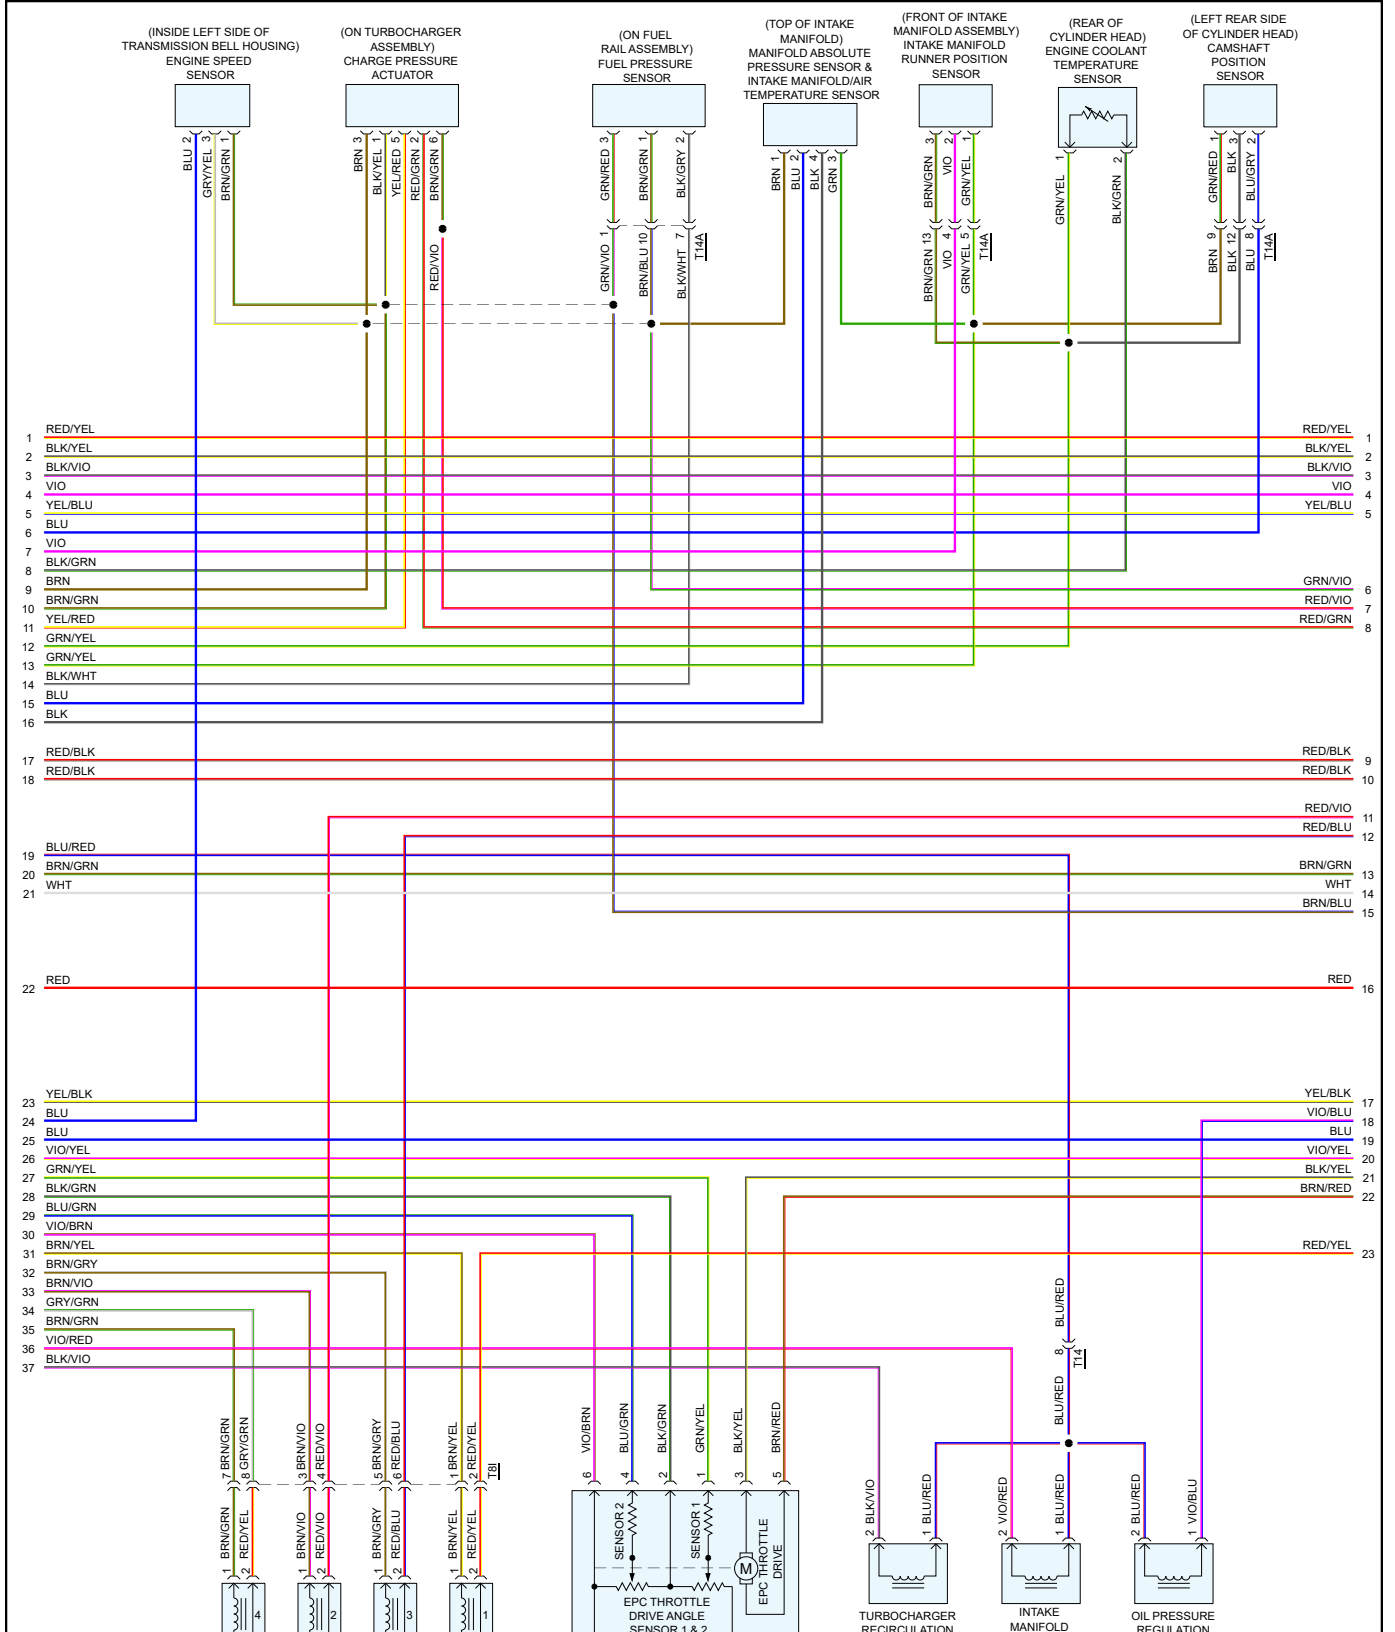 (INSIDE LEFT SIDE OF
TRANSMISSION BELL HOUSING)
ENGINE SPEED
SENSOR
(ON TURBOCHARGER
ASSEMBLY)
CHARGE PRESSURE
ACTUATOR
(ON FUEL
RAIL ASSEMBLY)
FUEL PRESSURE
SENSOR
(TOP OF INTAKE
MANIFOLD)
MANIFOLD ABSOLUTE
PRESSURE SENSOR &
INTAKE MANIFOLD/AIR
TEMPERATURE SENSOR
(FRONT OF INTAKE
MANIFOLD ASSEMBLY)
INTAKE MANIFOLD
RUNNER POSITION
SENSOR
(REAR OF
CYLINDER HEAD)
ENGINE COOLANT
TEMPERATURE
SENSOR
(LEFT REAR SIDE
OF CYLINDER HEAD)
CAMSHAFT
POSITION
SENSOR
BLU 2
GRY/YEL 3
BRN/GRN 1
BRN 3
BLK/YEL 1
YEL/RED 5
RED/GRN 2
BRN/GRN 6
RED/VIO
GRN/RED 3
BRN/GRN 1
BLK/GRY 2
GRN/VIO 1
BRN/BLU 10
BLK/WHT 7
T14A
BRN 1
BLU 2
BLK 4
GRN 3
BRN/GRN 3
VIO 2
GRN/YEL 1
BRN/GRN 13
VIO 4
GRN/YEL 5
T14A
GRN/YEL 1
BLK/GRN 2
GRN/RED 1
BLK 3
BLU/GRY 2
BRN 9
BLK 12
BLU 8
T14A
1 RED/YEL RED/YEL 1
2 BLK/YEL BLK/YEL 2
3 BLK/VIO BLK/VIO 3
4 VIO VIO 4
5 YEL/BLU YEL/BLU 5
6 BLU
7 VIO
8 BLK/GRN
9 BRN GRN/VIO 6
10 BRN/GRN RED/VIO 7
11 YEL/RED RED/GRN 8
12 GRN/YEL
13 GRN/YEL
14 BLK/WHT
15 BLU
16 BLK
17 RED/BLK RED/BLK 9
18 RED/BLK RED/BLK 10
RED/VIO 11
RED/BLU 12
19 BLU/RED
20 BRN/GRN BRN/GRN 13
21 WHT WHT 14
BRN/BLU 15
22 RED RED 16
23 YEL/BLK YEL/BLK 17
24 BLU VIO/BLU 18
25 BLU BLU 19
26 VIO/YEL VIO/YEL 20
27 GRN/YEL BLK/YEL 21
28 BLK/GRN BRN/RED 22
29 BLU/GRN
30 VIO/BRN
31 BRN/YEL RED/YEL 23
32 BRN/GRY
33 BRN/VIO
34 GRY/GRN
35 BRN/GRN
36 VIO/RED
37 BLK/VIO
BLU/RED
8
T14
BLU/RED
7 BRN/GRN
8 GRY/GRN
3 BRN/VIO
4 RED/VIO
5 BRN/GRY
6 RED/BLU
1 BRN/YEL
2 RED/YEL
T8I
1 BRN/GRN
2 RED/YEL
1 BRN/VIO
2 RED/VIO
1 BRN/GRY
2 RED/BLU
1 BRN/YEL
2 RED/YEL
4
2
3
1
6 VIO/BRN
4 BLU/GRN
2 BLK/GRN
1 GRN/YEL
3 BLK/YEL
5 BRN/RED
SENSOR 2
SENSOR 1
M
EPC THROTTLE
DRIVE
EPC THROTTLE
DRIVE ANGLE
SENSOR 1 & 2
2 BLK/VIO
1 BLU/RED
2 VIO/RED
1 BLU/RED
2 BLU/RED
1 VIO/BLU
TURBOCHARGER
RECIRCULATION
INTAKE
MANIFOLD
OIL PRESSURE
REGULATION